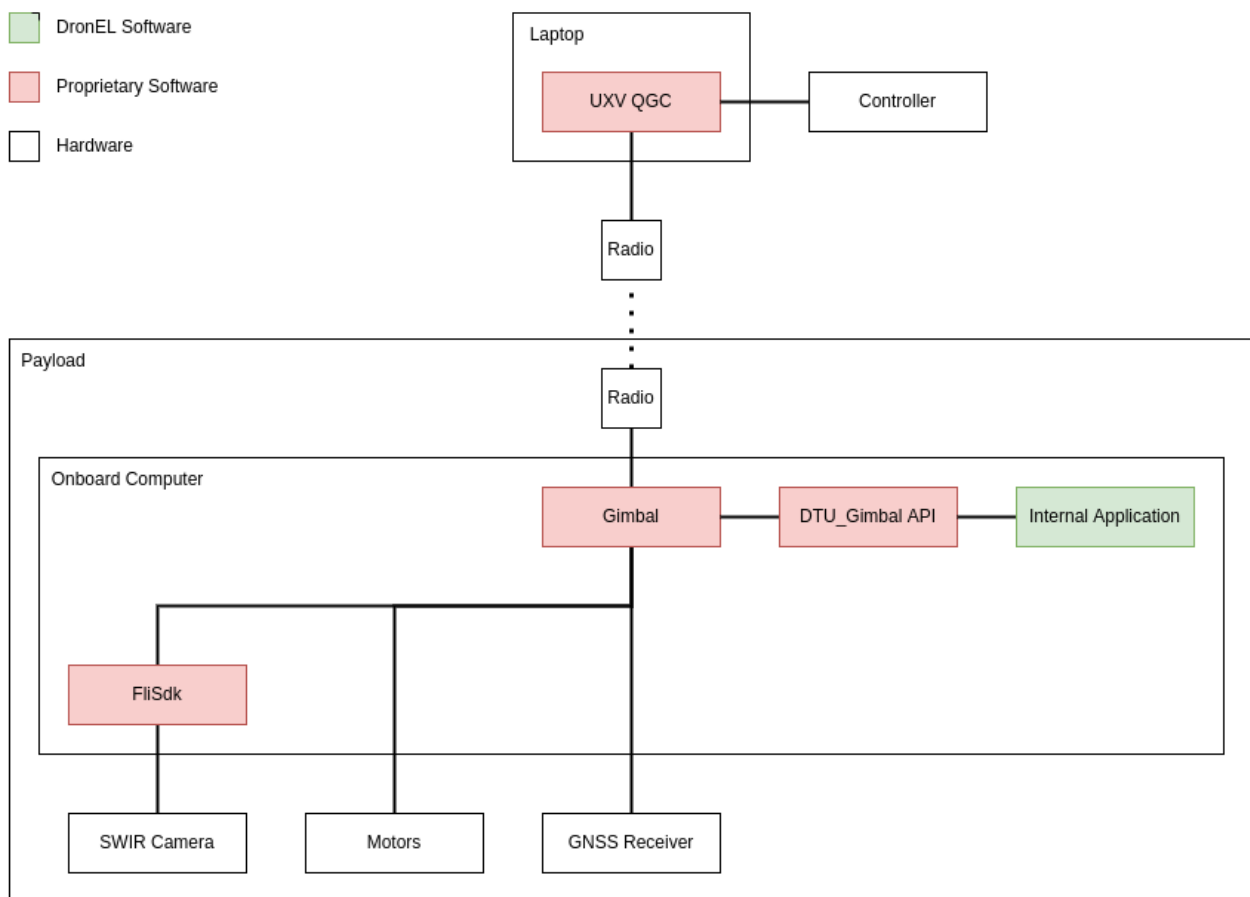 DronEL Software
Proprietary Software
Hardware
Laptop
UXV QGC
Controller
Radio
Payload
Radio
Onboard Computer
Gimbal
DTU_Gimbal API
Internal Application
FliSdk
SWIR Camera
Motors
GNSS Receiver